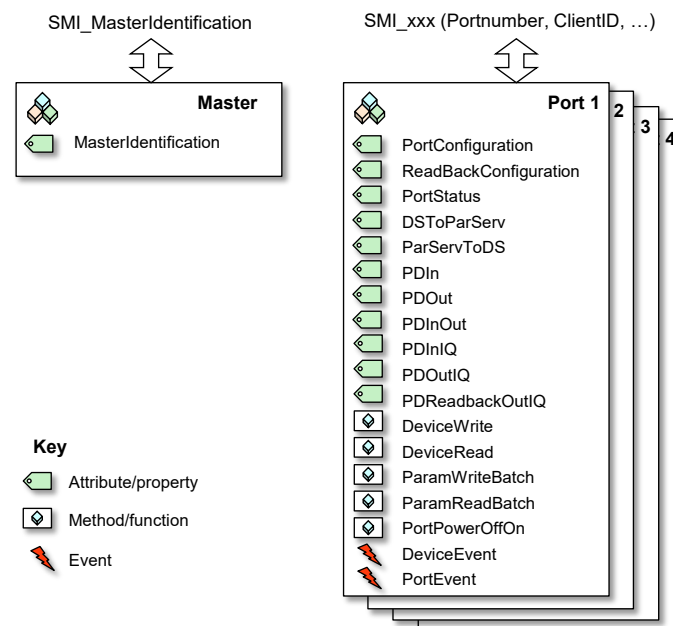 SMI_MasterIdentification
SMI_xxx (Portnumber, ClientID, …)
Master
MasterIdentification
Port 1
2
3
4
PortConfiguration
ReadBackConfiguration
PortStatus
DSToParServ
ParServToDS
PDIn
PDOut
PDInOut
PDInIQ
PDOutIQ
PDReadbackOutIQ
DeviceWrite
DeviceRead
ParamWriteBatch
ParamReadBatch
PortPowerOffOn
DeviceEvent
PortEvent
Key
Attribute/property
Method/function
Event